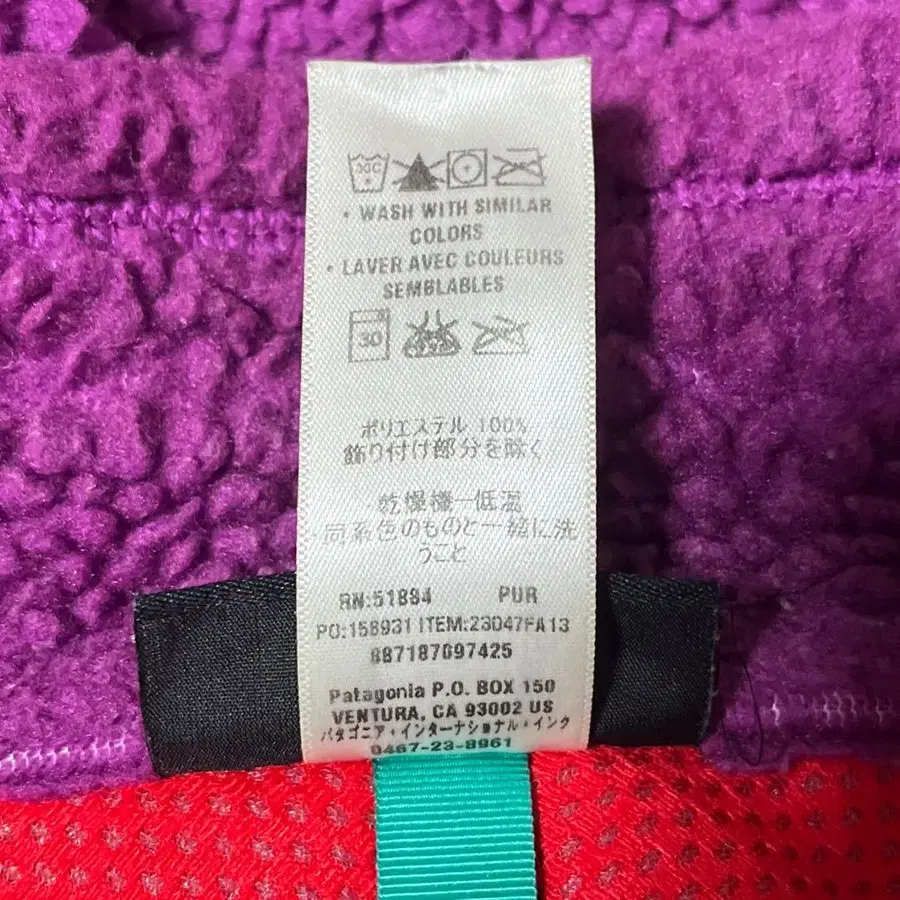 30C
• WASH WITH SIMILAR
COLORS
• LAVER AVEC COULEURS
SEMBLABLES
30
ポリエステル 100%
飾り付け部分を除く
乾燥機ー低温
同系色のものと一緒に洗
うこと
RN:51884 PUR
PO:158931 ITEM:23047FA13
887187097425
Patagonia P.O. BOX 150
VENTURA, CA 93002 US
パタゴニア・インターナショナル・インク
0467-23-8961